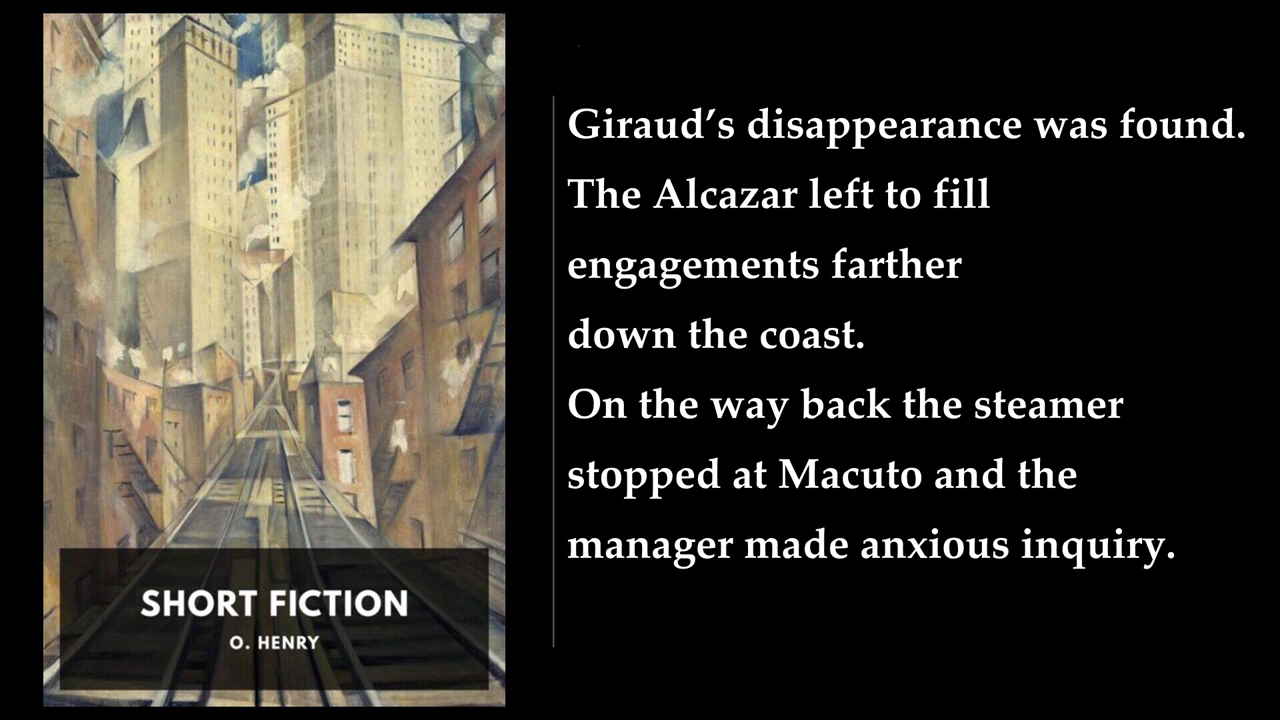 Giraud’s disappearance was found.
The Alcazar left to fill
engagements farther
down the coast.
On the way back the steamer
stopped at Macuto and the
manager made anxious inquiry.
SHORT FICTION
O. HENRY